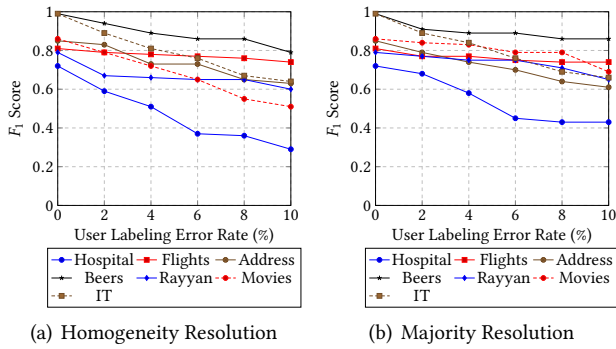 1
0.8
0.6
0.4
0.2
0
F1 Score
0 2 4 6 8 10
User Labeling Error Rate (%)
Hospital Flights Address
Beers Rayyan Movies
IT
(a) Homogeneity Resolution
1
0.8
0.6
0.4
0.2
0
F1 Score
0 2 4 6 8 10
User Labeling Error Rate (%)
Hospital Flights Address
Beers Rayyan Movies
IT
(b) Majority Resolution